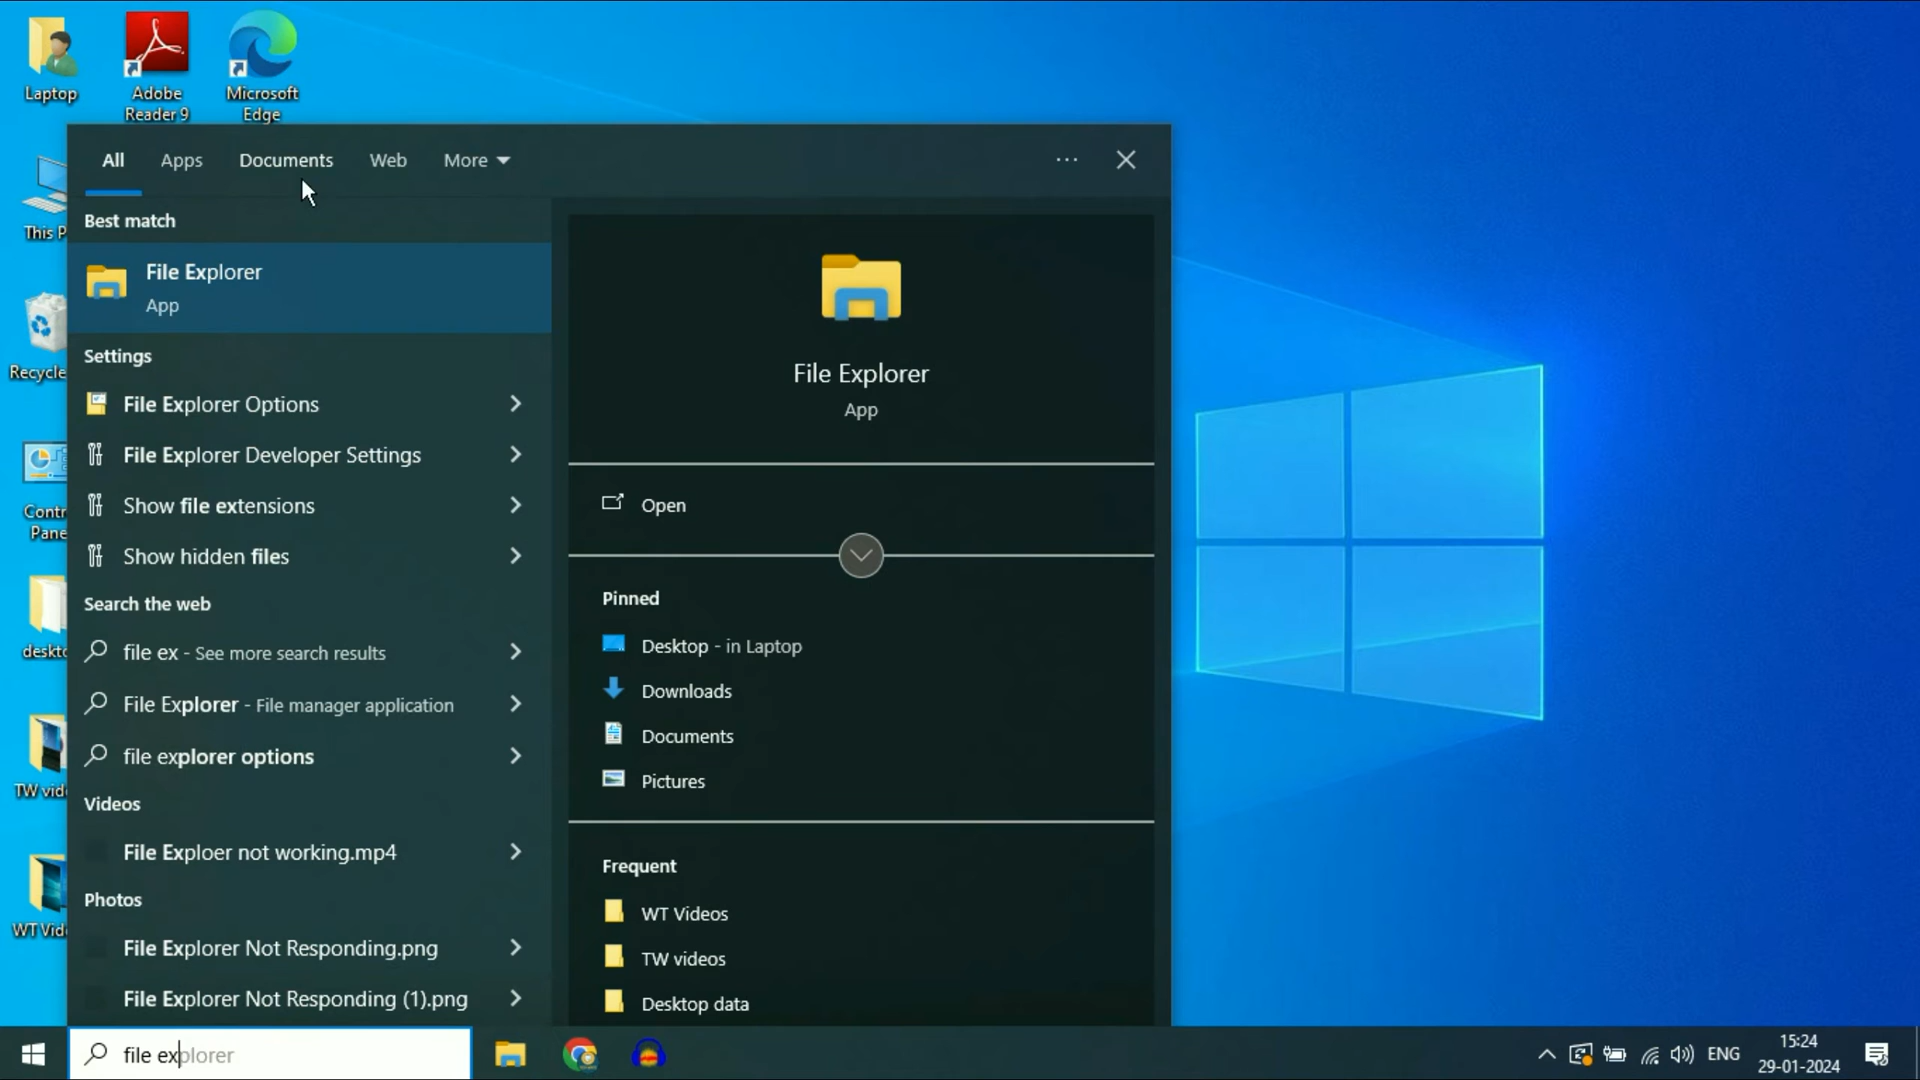 Laptop
Adobe
Reader 9
Microsoft
Edge
All
Apps
Documents
Web
More
Best match
File Explorer
App
Settings
File Explorer Options
File Explorer Developer Settings
Show file extensions
Show hidden files
Search the web
file ex - See more search results
File Explorer - File manager application
file explorer options
Videos
File Exploer not working.mp4
Photos
File Explorer Not Responding.png
File Explorer Not Responding (1).png
File Explorer
App
Open
Pinned
Desktop - in Laptop
Downloads
Documents
Pictures
Frequent
WT Videos
TW videos
Desktop data
This P
Recycle
Contr
Pane
deskto
TW vid
WT Vid
file explorer
ENG
15:24
29-01-2024